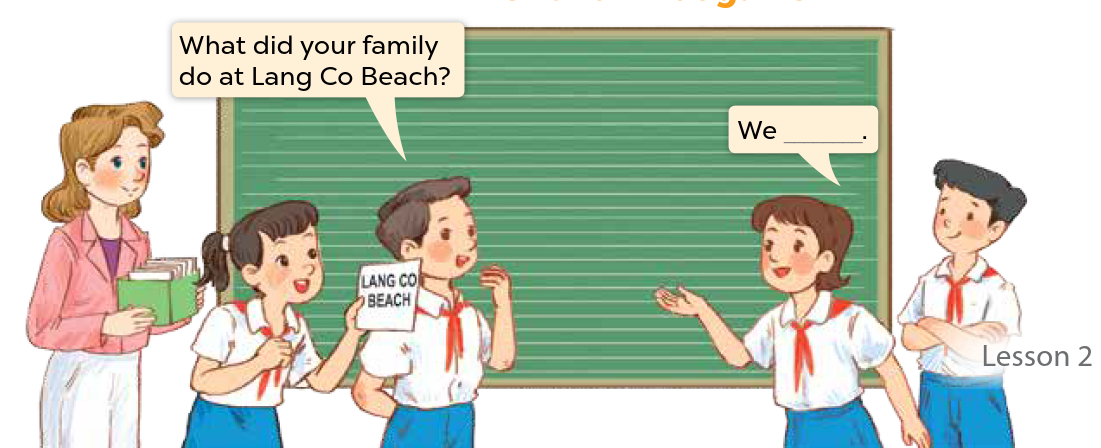 What did your family
do at Lang Co Beach?
We ______.
LANG CO
BEACH
Lesson 2